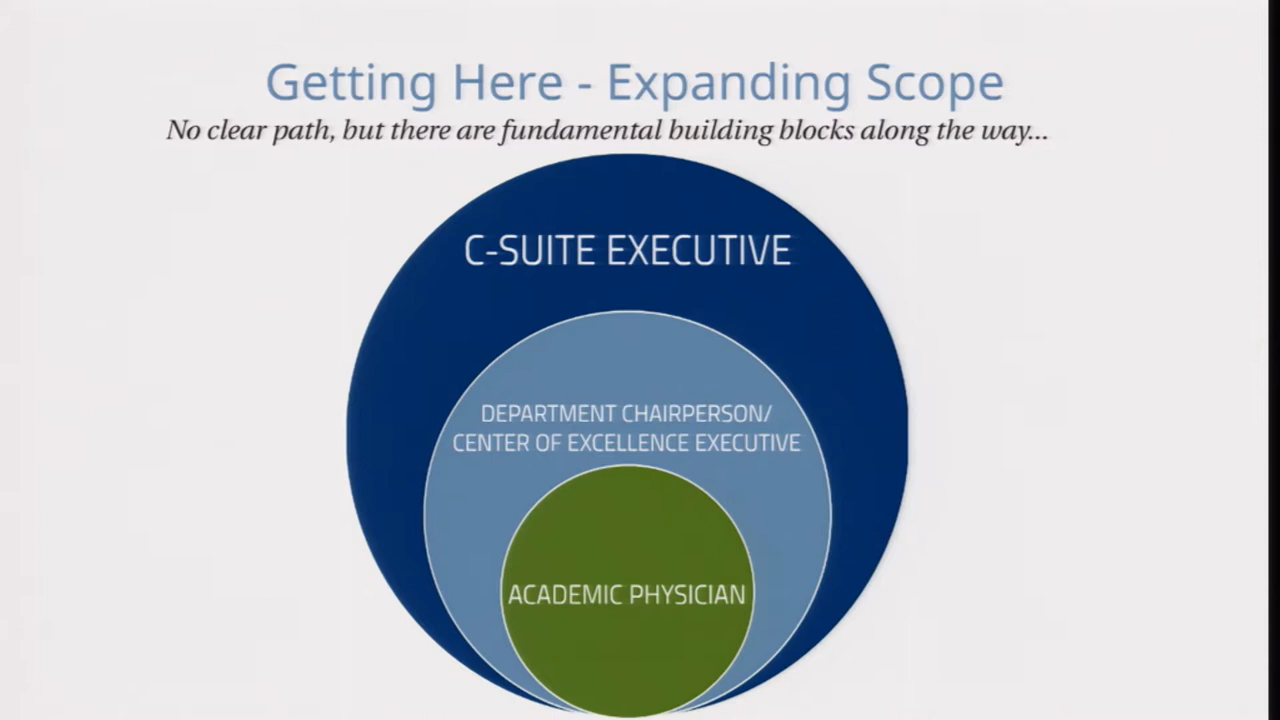 Getting Here - Expanding Scope
No clear path, but there are fundamental building blocks along the way...
C-SUITE EXECUTIVE
DEPARTMENT CHAIRPERSON/
CENTER OF EXCELLENCE EXECUTIVE
ACADEMIC PHYSICIAN